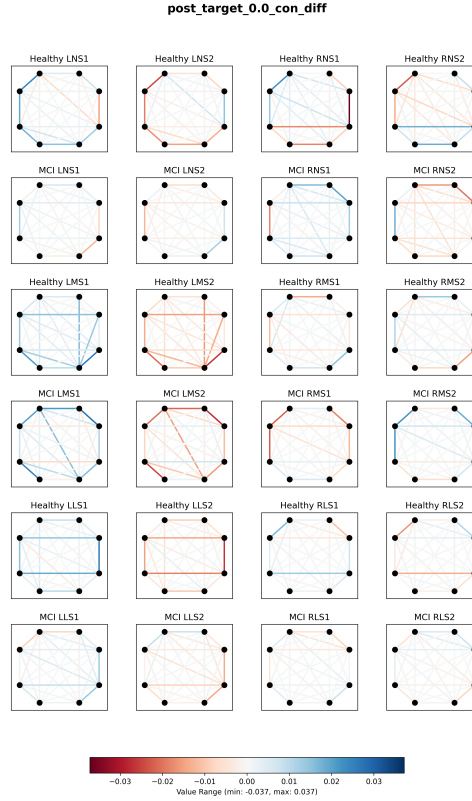 post_target_0.0_con_diff
Healthy LNS1 Healthy LNS2 Healthy RNS1 Healthy RNS2
MCI LNS1 MCI LNS2 MCI RNS1 MCI RNS2
Healthy LMS1 Healthy LMS2 Healthy RMS1 Healthy RMS2
MCI LMS1 MCI LMS2 MCI RMS1 MCI RMS2
Healthy LLS1 Healthy LLS2 Healthy RLS1 Healthy RLS2
MCI LLS1 MCI LLS2 MCI RLS1 MCI RLS2
−0.03 −0.02 −0.01 0.00 0.01 0.02 0.03
Value Range (min: -0.037, max: 0.037)